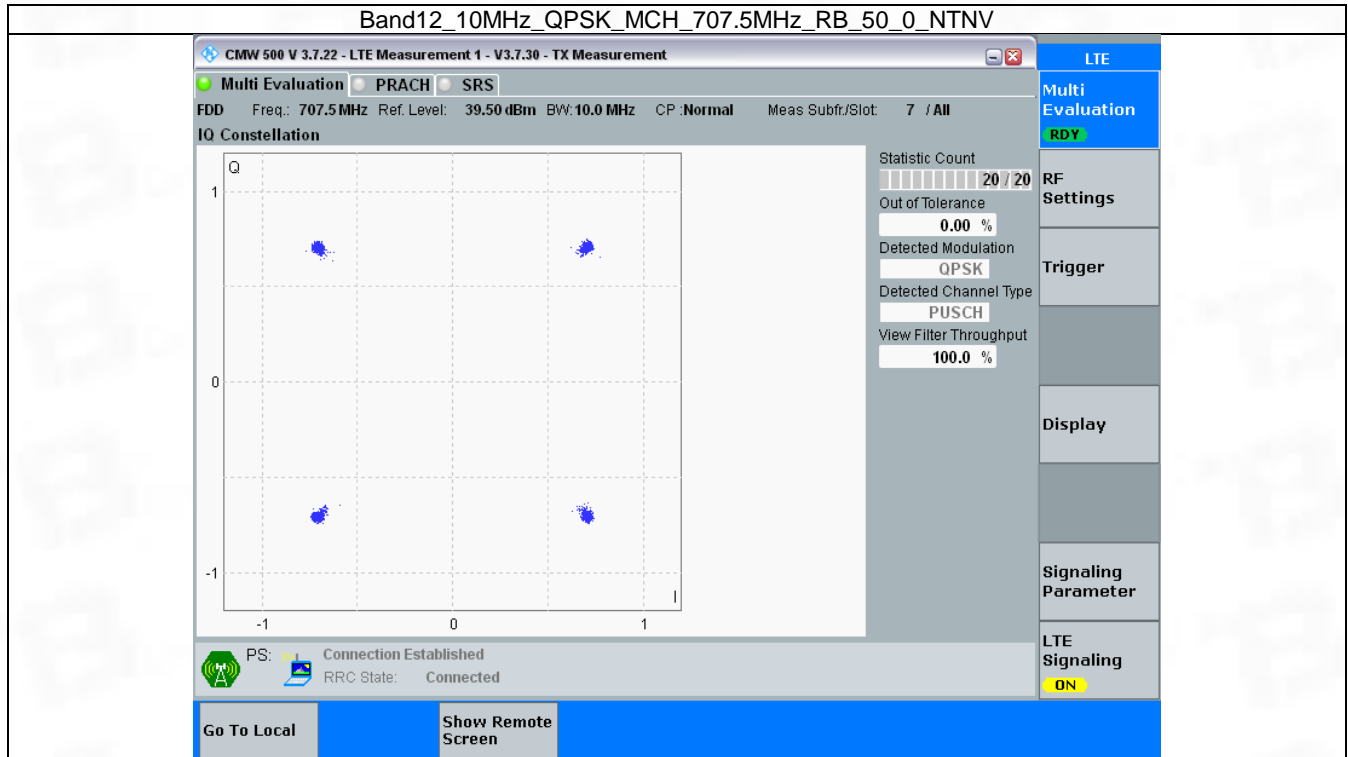 Band12_10MHz_QPSK_MCH_707.5MHz_RB_50_0_NTNV
CMW 500 V 3.7.22 - LTE Measurement 1 - V3.7.30 - TX Measurement
LTE
Multi Evaluation PRACH SRS
Multi
Evaluation
RDY
FDD Freq.: 707.5 MHz Ref. Level: 39.50 dBm BW: 10.0 MHz CP :Normal Meas Subfr./Slot: 7 / All
IQ Constellation
Q
1
0
-1
I
-1 0 1
Statistic Count
20 / 20
Out of Tolerance
0.00 %
Detected Modulation
QPSK
Detected Channel Type
PUSCH
View Filter Throughput
100.0 %
RF
Settings
Trigger
Display
Signaling
Parameter
LTE
Signaling
ON
PS: Connection Established
RRC State: Connected
Go To Local
Show Remote
Screen